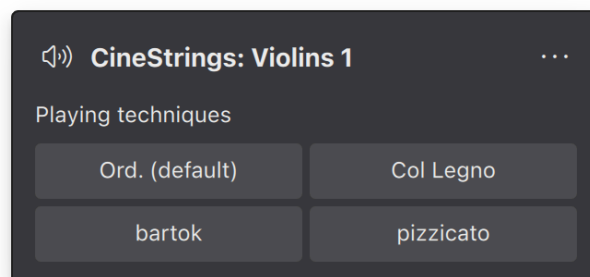 CineStrings: Violins 1
Playing techniques
Ord. (default) Col Legno
bartok pizzicato